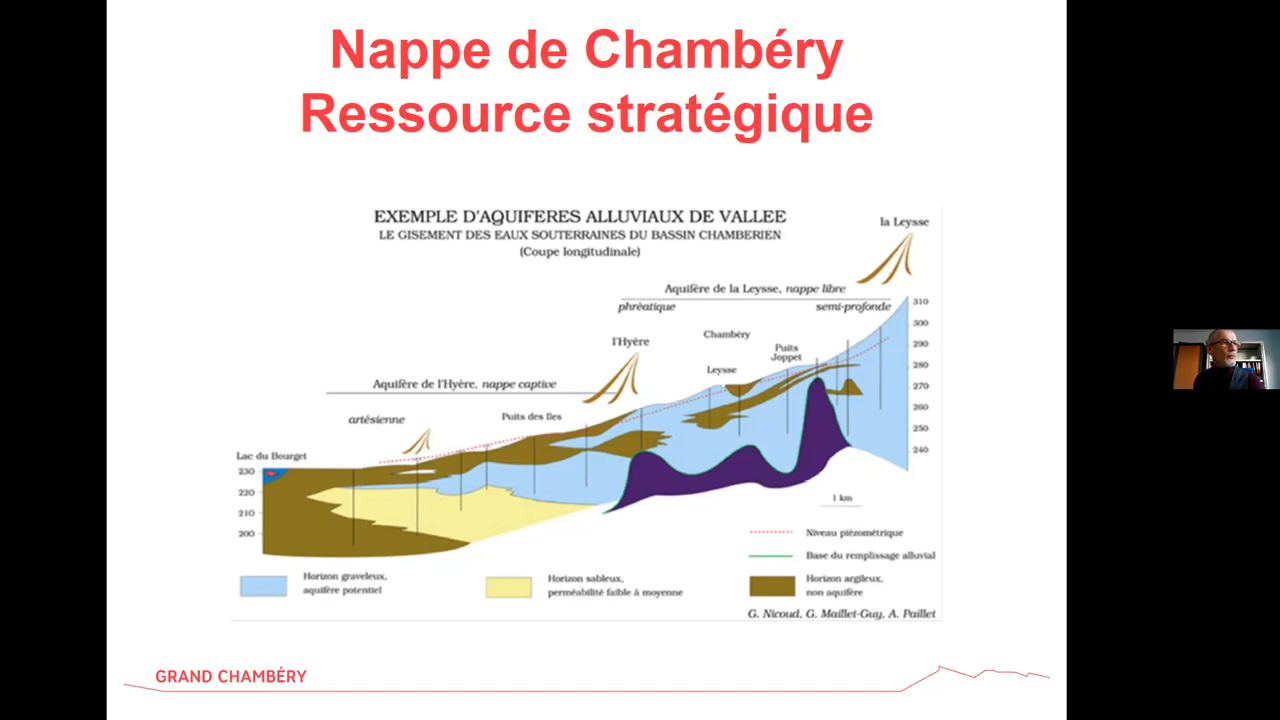 Nappe de Chambéry
Ressource stratégique
EXEMPLE D'AQUIFERES ALLUVIAUX DE VALLEE
LE GISEMENT DES EAUX SOUTERRAINES DU BASSIN CHAMBERIEN
(Coupe longitudinale)
la Leysse
Aquifère de la Leysse, nappe libre
phréatique
semi-profonde
310
300
290
280
270
260
250
240
Chambéry
Puits
Joppet
Leysse
l'Hyère
Aquifère de l'Hyère, nappe captive
artésienne
Puits des Iles
Lac du Bourget
230
220
210
200
1 km
Niveau piézométrique
Base du remplissage alluvial
Horizon graveleux,
aquifère potentiel
Horizon sableux,
perméabilité faible à moyenne
Horizon argileux,
non aquifère
G. Nicoud, G. Maillet-Guy, A. Paillet
GRAND CHAMBÉRY